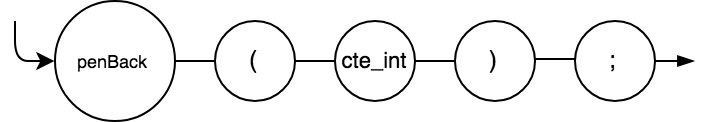 penBack ( cte_int ) ;